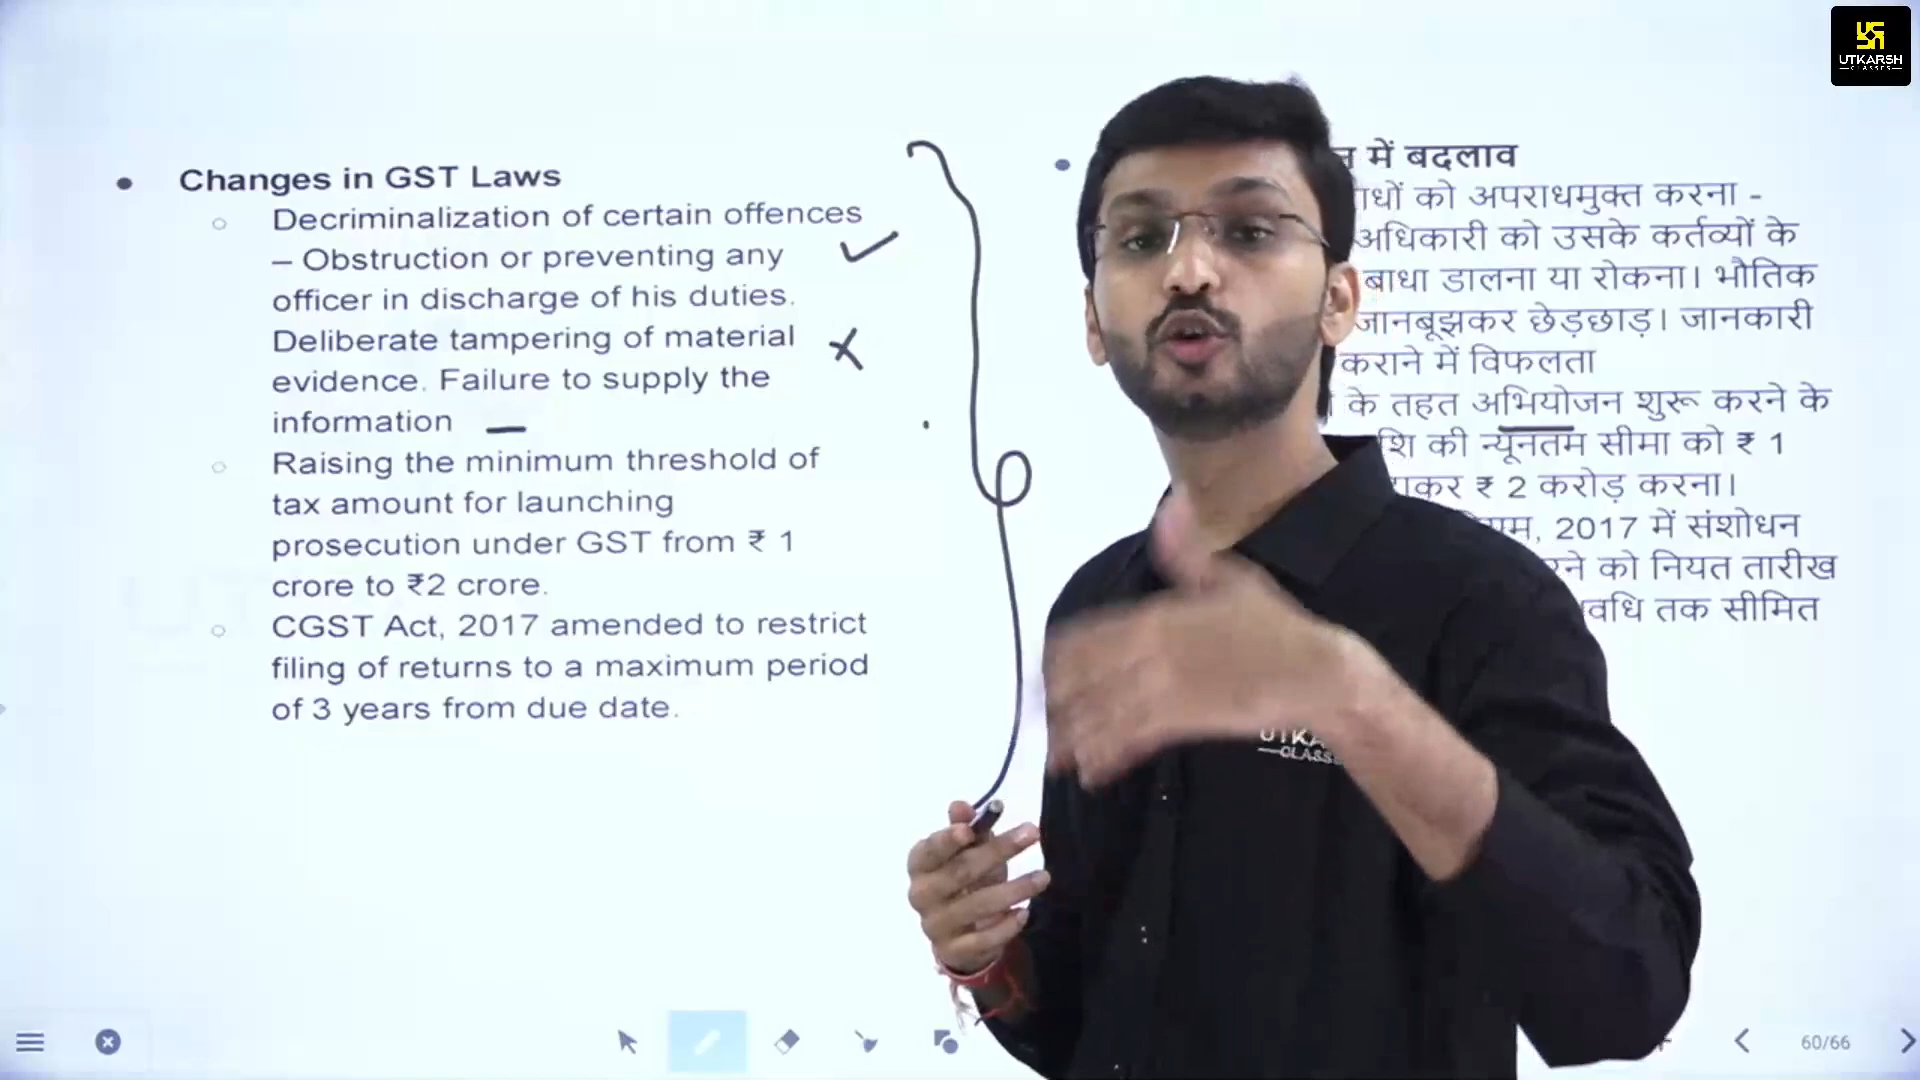 UTKARSH
CLASSES
Changes in GST Laws
Decriminalization of certain offences
– Obstruction or preventing any
officer in discharge of his duties.
Deliberate tampering of material
evidence. Failure to supply the
information
Raising the minimum threshold of
tax amount for launching
prosecution under GST from ₹ 1
crore to ₹2 crore.
CGST Act, 2017 amended to restrict
filing of returns to a maximum period
of 3 years from due date.
में बदलाव
को अपराधमुक्त करना -
अधिकारी को उसके कर्तव्यों के
बाधा डालना या रोकना। भौतिक
जानबूझकर छेड़छाड़। जानकारी
कराने में विफलता
के तहत अभियोजन शुरू करने के
की न्यूनतम सीमा को ₹ 1
₹ 2 करोड़ करना।
2017 में संशोधन
को नियत तारीख
तक सीमित
60/66